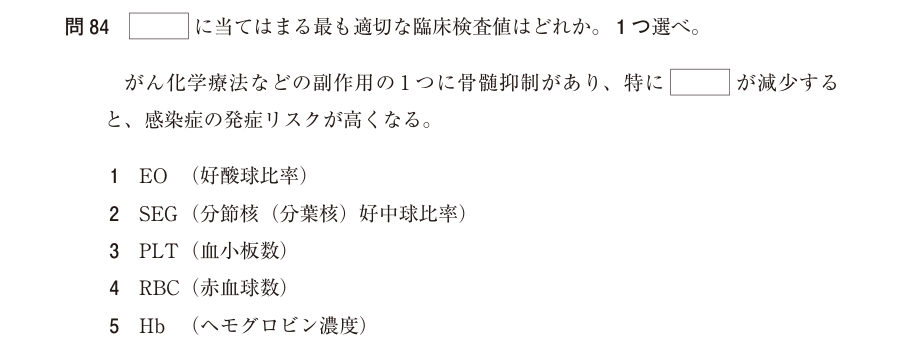 問84 □に当てはまる最も適切な臨床検査値はどれか。1つ選べ。
がん化学療法などの副作用の1つに骨髄抑制があり、特に□が減少する
と、感染症の発症リスクが高くなる。
1 EO （好酸球比率）
2 SEG（分節核（分葉核）好中球比率）
3 PLT（血小板数）
4 RBC（赤血球数）
5 Hb （ヘモグロビン濃度）